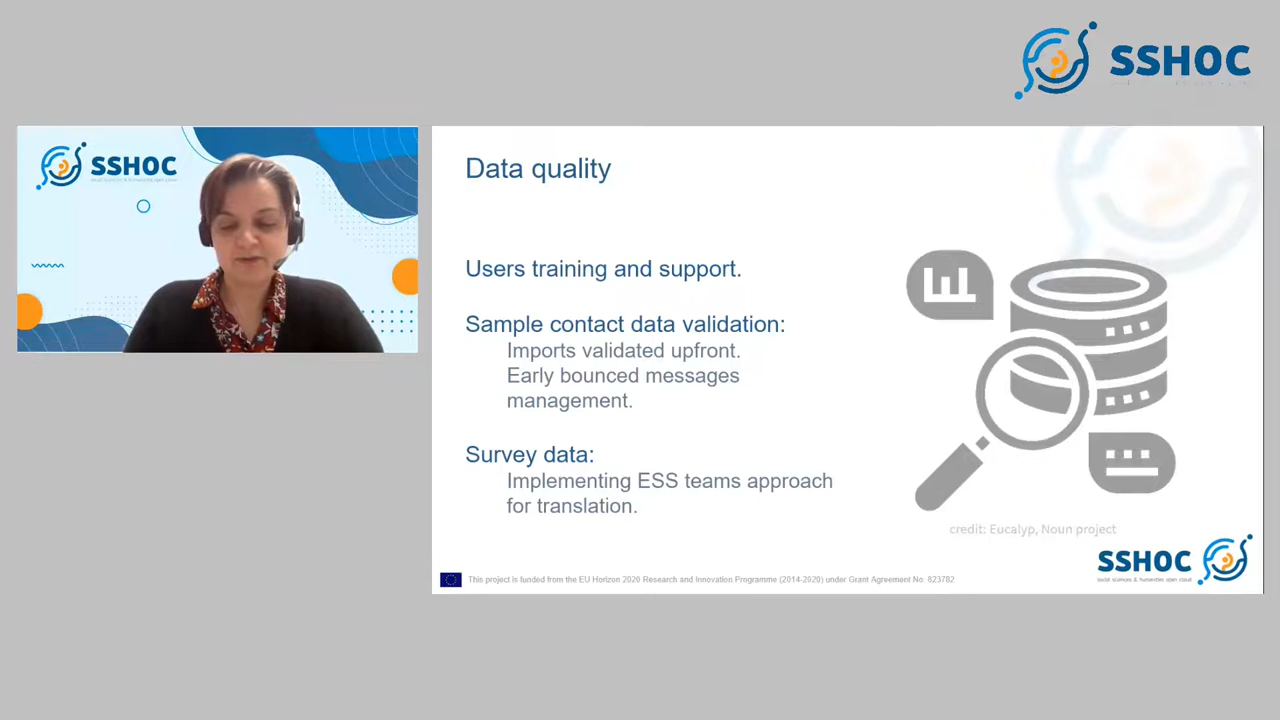 SSHOC
SSHOC
Data quality
Users training and support.
Sample contact data validation:
Imports validated upfront.
Early bounced messages
management.
Survey data:
Implementing ESS teams approach
for translation.
credit: Eucalyp, Noun project
SSHOC
social sciences & humanities open cloud
This project is funded from the EU Horizon 2020 Research and Innovation Programme (2014-2020) under Grant Agreement No. 823782